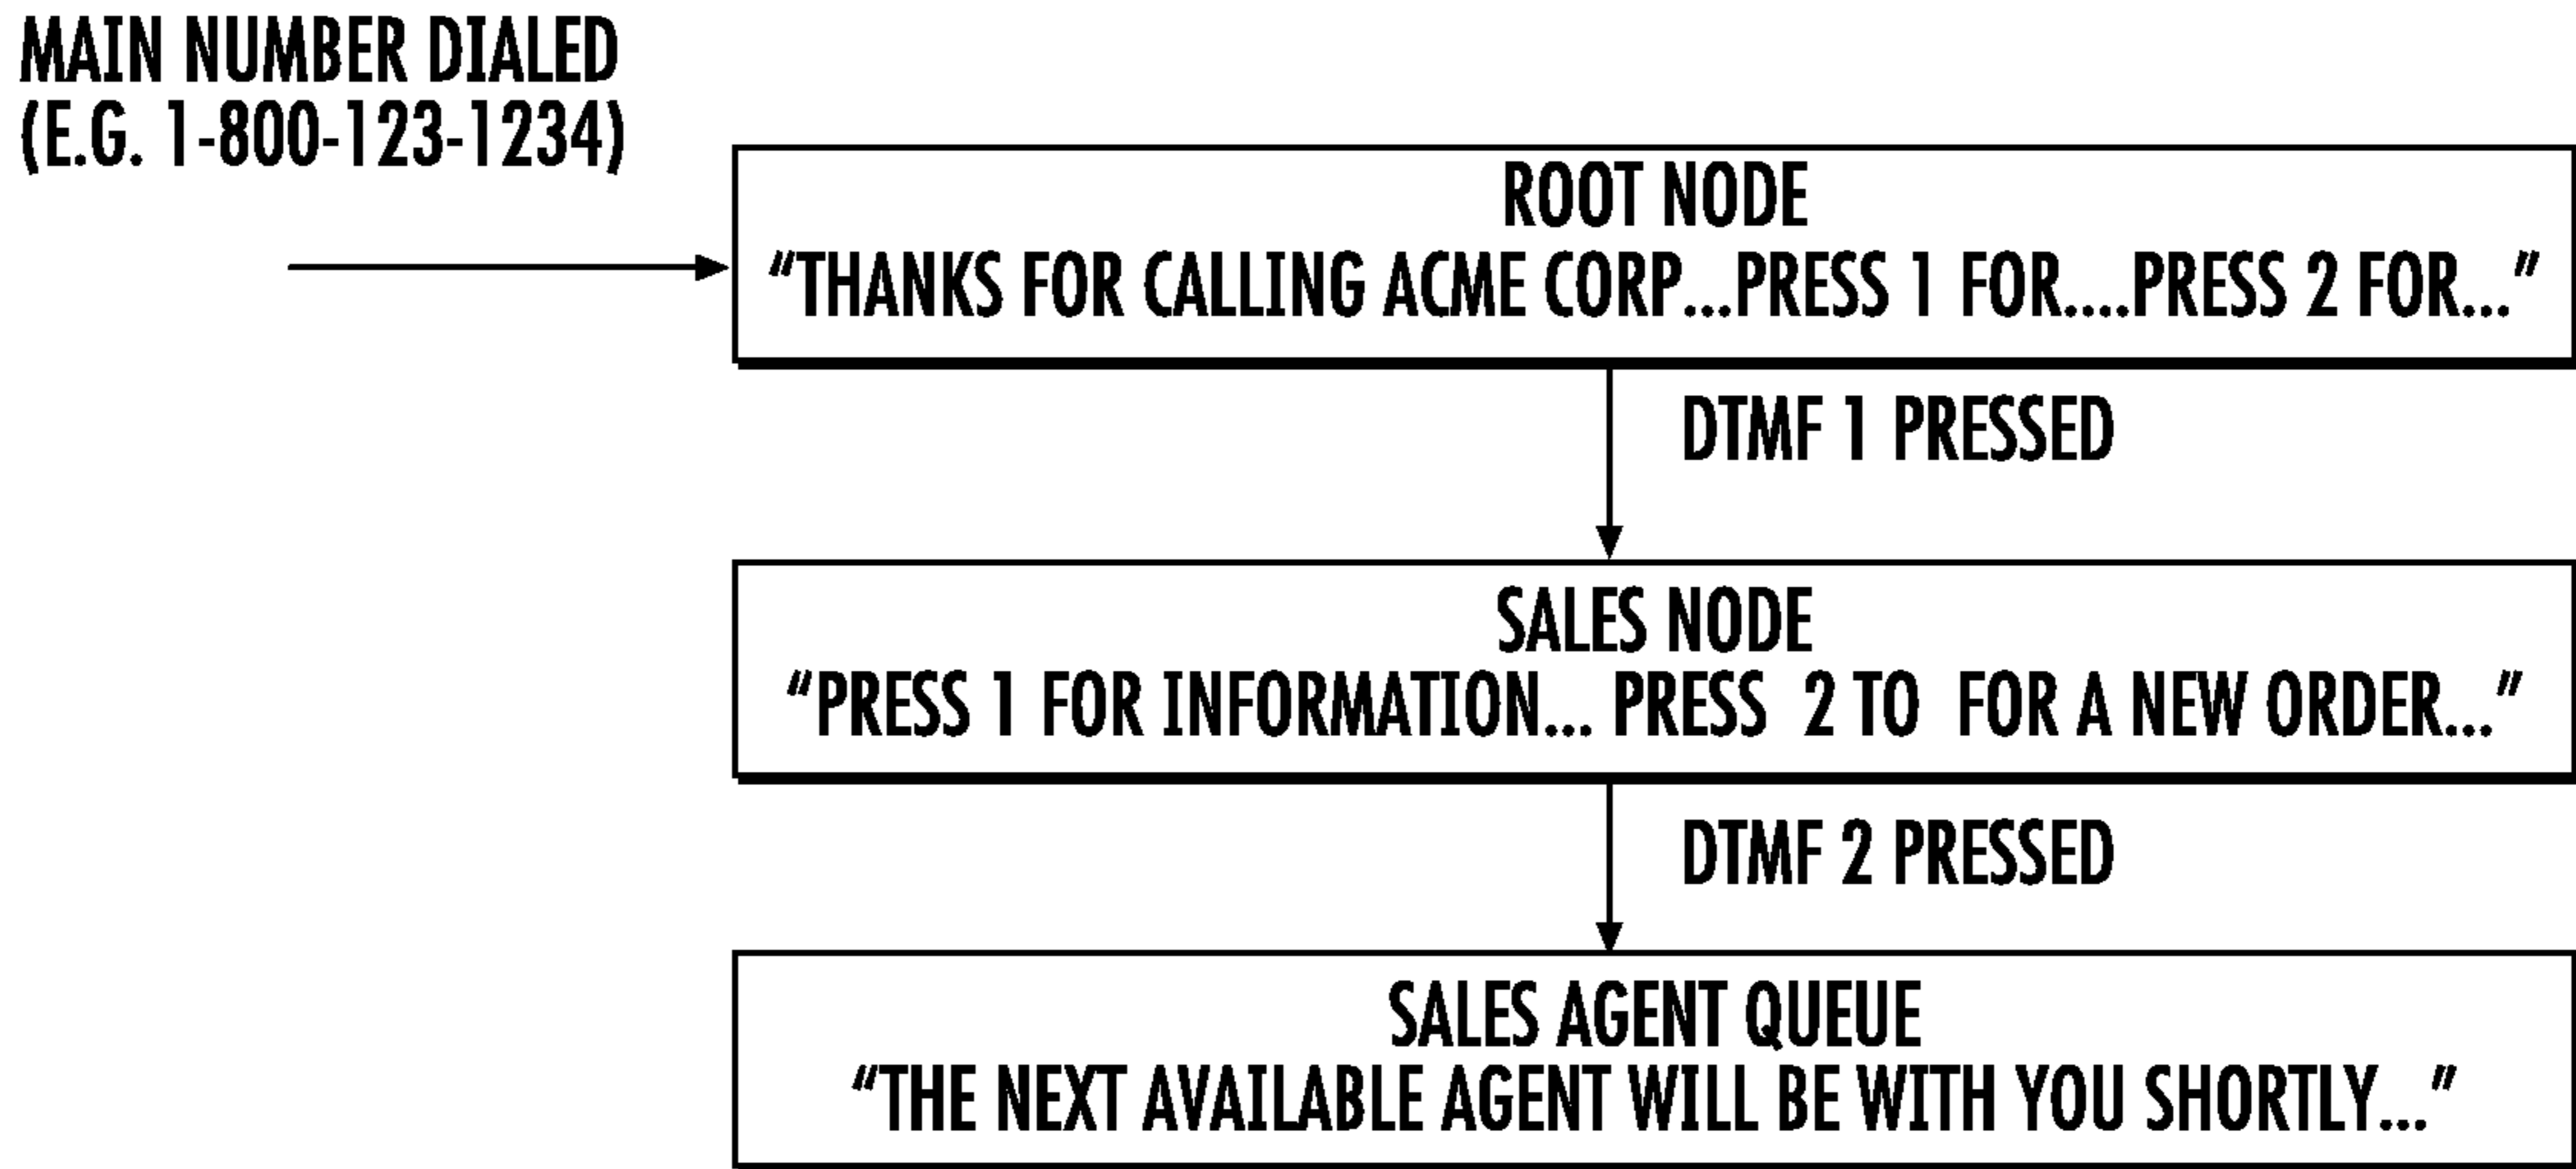 MAIN NUMBER DIALED
(E.G. 1-800-123-1234)
ROOT NODE
"THANKS FOR CALLING ACME CORP...PRESS 1 FOR....PRESS 2 FOR..."
DTMF 1 PRESSED
SALES NODE
"PRESS 1 FOR INFORMATION... PRESS 2 TO FOR A NEW ORDER..."
DTMF 2 PRESSED
SALES AGENT QUEUE
"THE NEXT AVAILABLE AGENT WILL BE WITH YOU SHORTLY..."